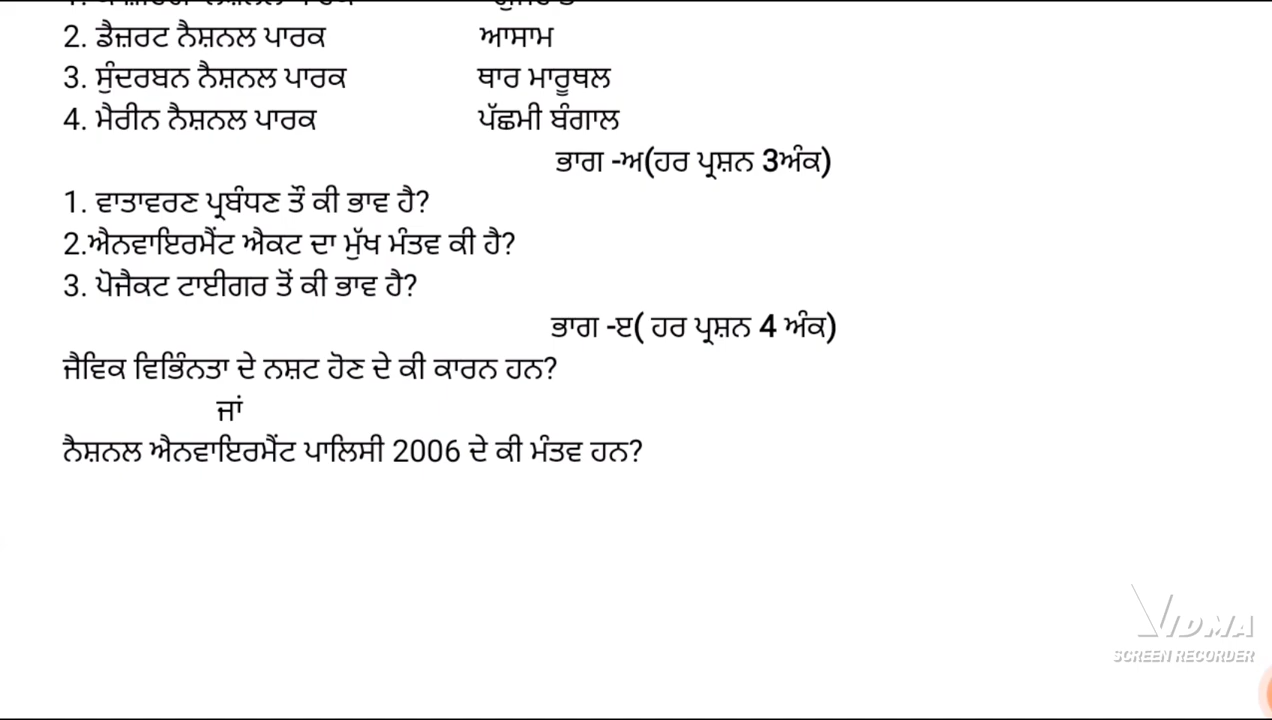 2. ਡੈਜ਼ਰਟ ਨੈਸ਼ਨਲ ਪਾਰਕ ਆਸਾਮ
3. ਸੁੰਦਰਬਨ ਨੈਸ਼ਨਲ ਪਾਰਕ ਥਾਰ ਮਾਰੂਥਲ
4. ਮੈਰੀਨ ਨੈਸ਼ਨਲ ਪਾਰਕ ਪੱਛਮੀ ਬੰਗਾਲ
ਭਾਗ -ਅ(ਹਰ ਪ੍ਰਸ਼ਨ 3ਅੰਕ)
1. ਵਾਤਾਵਰਣ ਪ੍ਰਬੰਧਣ ਤੌ ਕੀ ਭਾਵ ਹੈ?
2.ਐਨਵਾਇਰਮੈਂਟ ਐਕਟ ਦਾ ਮੁੱਖ ਮੰਤਵ ਕੀ ਹੈ?
3. ਪੋਜੈਕਟ ਟਾਈਗਰ ਤੋਂ ਕੀ ਭਾਵ ਹੈ?
ਭਾਗ -ੲ( ਹਰ ਪ੍ਰਸ਼ਨ 4 ਅੰਕ)
ਜੈਵਿਕ ਵਿਭਿੰਨਤਾ ਦੇ ਨਸ਼ਟ ਹੋਣ ਦੇ ਕੀ ਕਾਰਨ ਹਨ?
ਜਾਂ
ਨੈਸ਼ਨਲ ਐਨਵਾਇਰਮੈਂਟ ਪਾਲਿਸੀ 2006 ਦੇ ਕੀ ਮੰਤਵ ਹਨ?
VIDMA
SCREEN RECORDER